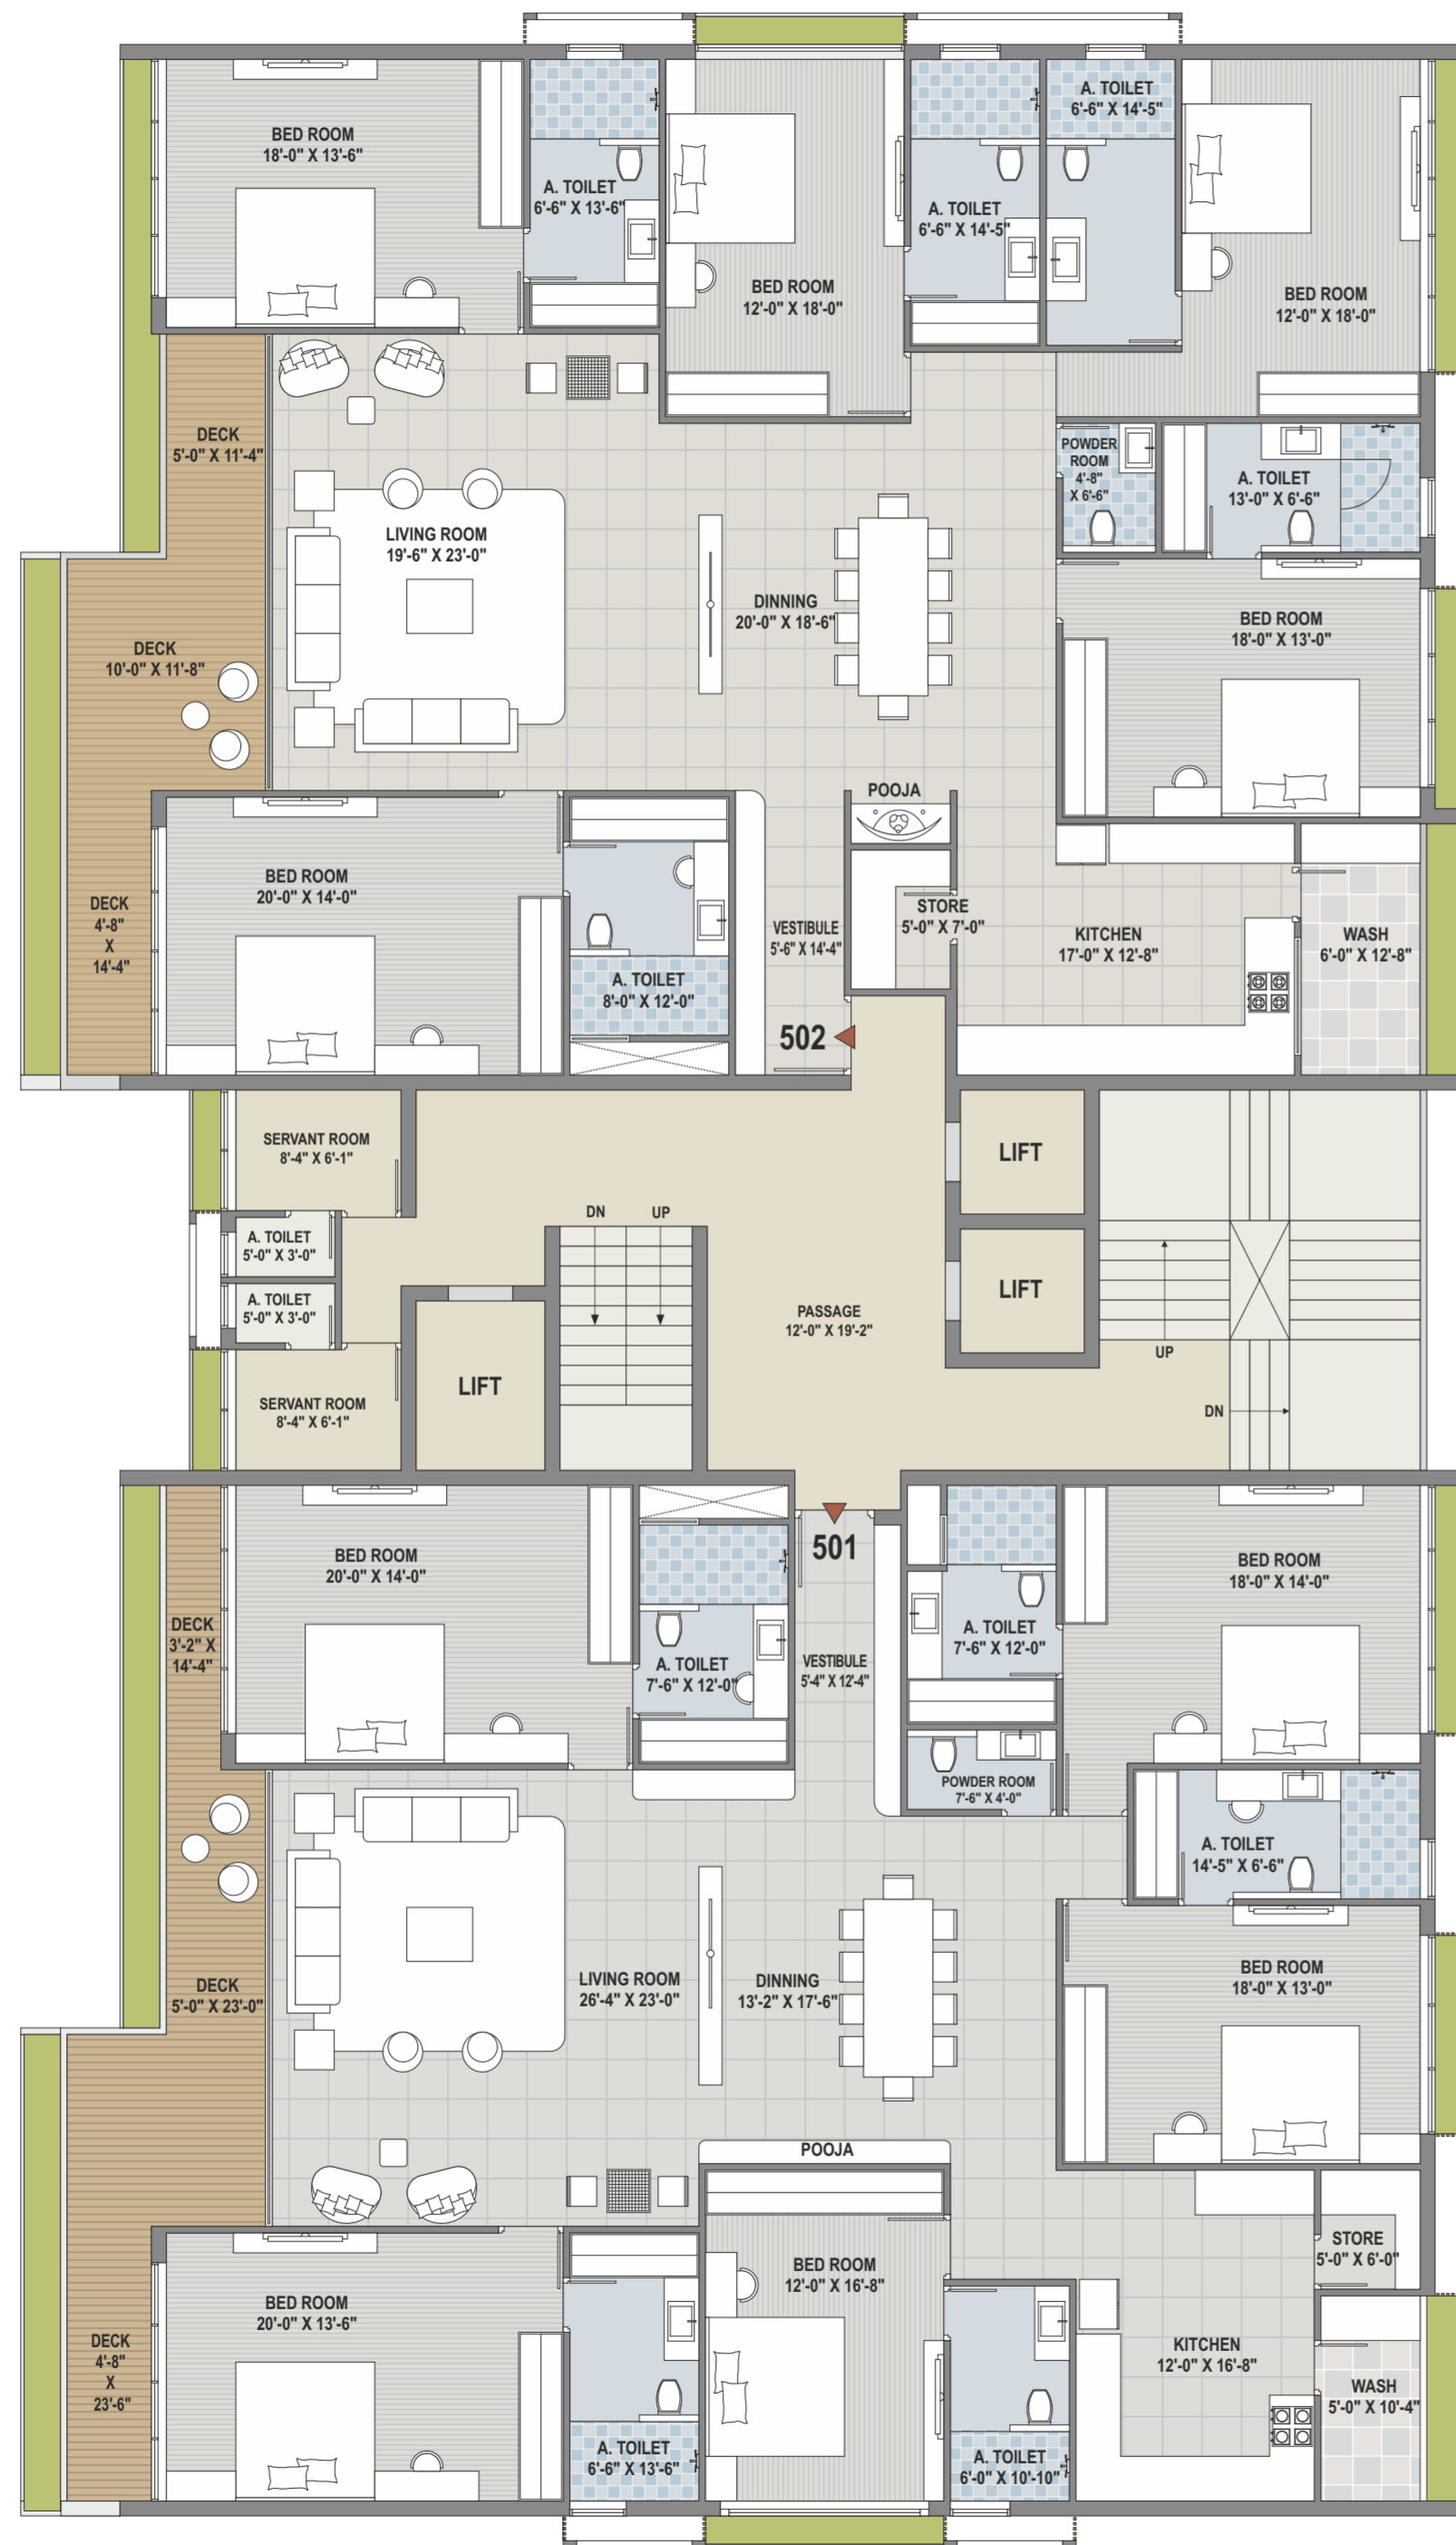 BED ROOM
18'-0" X 13'-6"
A. TOILET
6'-6" X 13'-6"
BED ROOM
12'-0" X 18'-0"
A. TOILET
6'-6" X 14'-5"
A. TOILET
6'-6" X 14'-5"
BED ROOM
12'-0" X 18'-0"
DECK
5'-0" X 11'-4"
LIVING ROOM
19'-6" X 23'-0"
POWDER
ROOM
4'-8"
X 6'-6"
A. TOILET
13'-0" X 6'-6"
DINNING
20'-0" X 18'-6"
BED ROOM
18'-0" X 13'-0"
DECK
10'-0" X 11'-8"
POOJA
BED ROOM
20'-0" X 14'-0"
DECK
4'-8"
X
14'-4"
A. TOILET
8'-0" X 12'-0"
VESTIBULE
5'-6" X 14'-4"
STORE
5'-0" X 7'-0"
KITCHEN
17'-0" X 12'-8"
WASH
6'-0" X 12'-8"
502
SERVANT ROOM
8'-4" X 6'-1"
LIFT
DN
UP
A. TOILET
5'-0" X 3'-0"
A. TOILET
5'-0" X 3'-0"
LIFT
PASSAGE
12'-0" X 19'-2"
UP
LIFT
SERVANT ROOM
8'-4" X 6'-1"
DN
501
BED ROOM
20'-0" X 14'-0"
BED ROOM
18'-0" X 14'-0"
DECK
3'-2" X
14'-4"
A. TOILET
7'-6" X 12'-0"
VESTIBULE
5'-4" X 12'-4"
A. TOILET
7'-6" X 12'-0"
POWDER ROOM
7'-6" X 4'-0"
A. TOILET
14'-5" X 6'-6"
DECK
5'-0" X 23'-0"
LIVING ROOM
26'-4" X 23'-0"
DINNING
13'-2" X 17'-6"
BED ROOM
18'-0" X 13'-0"
POOJA
STORE
5'-0" X 6'-0"
BED ROOM
12'-0" X 16'-8"
BED ROOM
20'-0" X 13'-6"
DECK
4'-8"
X
23'-6"
KITCHEN
12'-0" X 16'-8"
WASH
5'-0" X 10'-4"
A. TOILET
6'-6" X 13'-6"
A. TOILET
6'-0" X 10'-10"